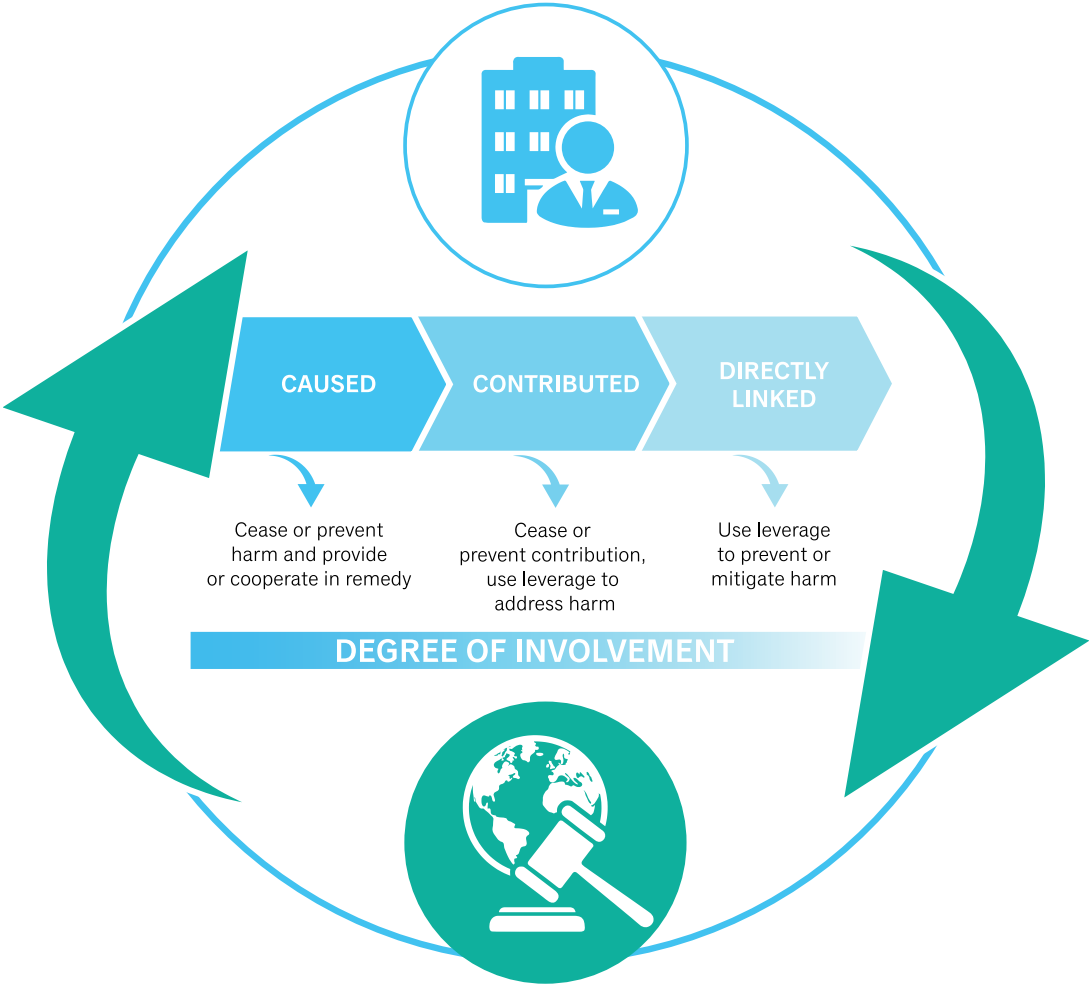 CAUSED
CONTRIBUTED
DIRECTLY
LINKED
Cease or prevent
harm and provide
or cooperate in remedy
Cease or
prevent contribution,
use leverage to
address harm
Use leverage
to prevent or
mitigate harm
DEGREE OF INVOLVEMENT